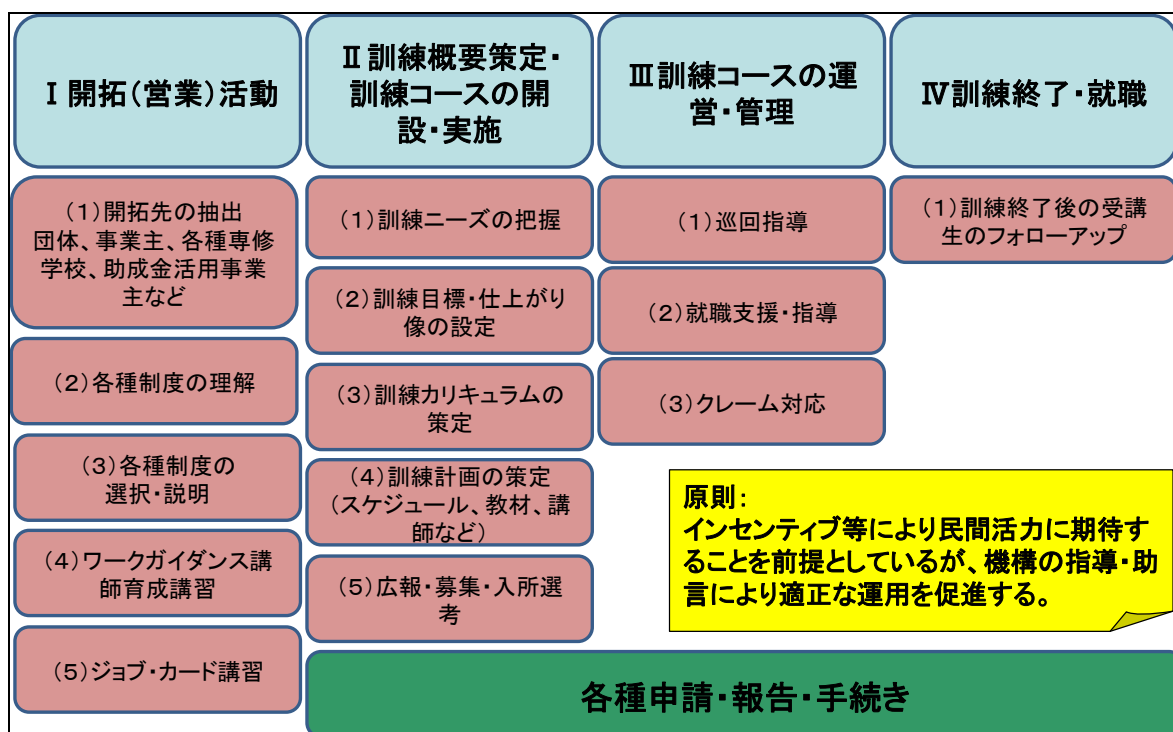 Ⅰ開拓(営業)活動
(1)開拓先の抽出
団体、事業主、各種専修
学校、助成金活用事業
主など
(2)各種制度の理解
(3)各種制度の
選択・説明
(4)ワークガイダンス講
師育成講習
(5)ジョブ・カード講習
Ⅱ訓練概要策定・
訓練コースの開
設・実施
(1)訓練ニーズの把握
(2)訓練目標・仕上がり
像の設定
(3)訓練カリキュラムの
策定
(4)訓練計画の策定
(スケジュール、教材、講
師など)
(5)広報・募集・入所選
考
Ⅲ訓練コースの運
営・管理
(1)巡回指導
(2)就職支援・指導
(3)クレーム対応
Ⅳ訓練終了・就職
(1)訓練終了後の受講
生のフォローアップ
原則:
インセンティブ等により民間活力に期待す
ることを前提としているが、機構の指導・助
言により適正な運用を促進する。
各種申請・報告・手続き